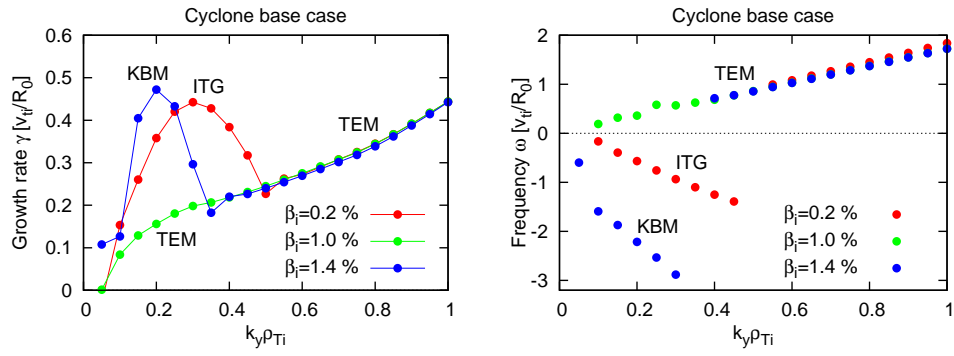 Cyclone base case
Growth rate γ [v_ti/R_0]
0.6
0.5
0.4
0.3
0.2
0.1
0
KBM
ITG
TEM
TEM
β_i=0.2 %
β_i=1.0 %
β_i=1.4 %
0 0.2 0.4 0.6 0.8 1
k_yρ_Ti
Cyclone base case
Frequency ω [v_ti/R_0]
2
1
0
-1
-2
-3
TEM
ITG
KBM
β_i=0.2 %
β_i=1.0 %
β_i=1.4 %
0 0.2 0.4 0.6 0.8 1
k_yρ_Ti